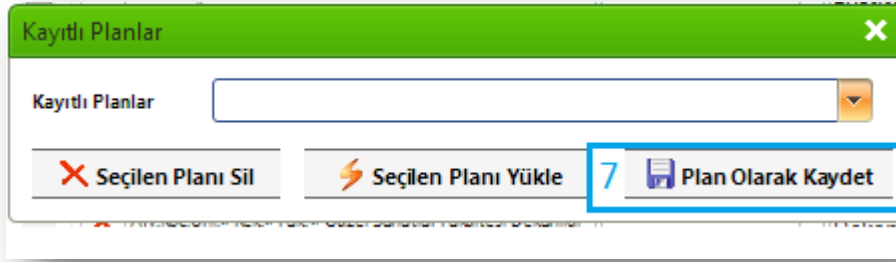 Kayıtlı Planlar
Kayıtlı Planlar
Seçilen Planı Sil
Seçilen Planı Yükle
7
Plan Olarak Kaydet